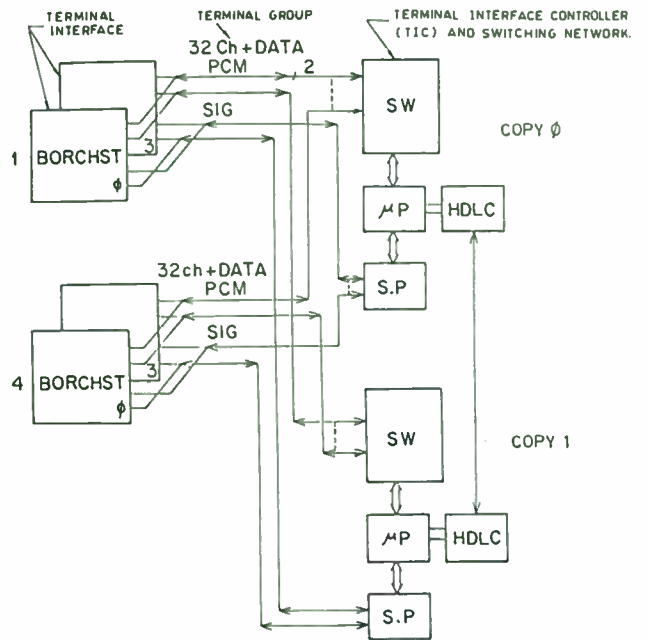 TERMINAL
INTERFACE
TERMINAL GROUP
TERMINAL INTERFACE CONTROLLER
(TIC) AND SWITCHING NETWORK.
32 Ch + DATA
PCM
2
SIG
SW
COPY φ
1
BORCHST
3
φ
μP
HDLC
S.P
32ch + DATA
PCM
SIG
4
BORCHST
3
φ
SW
COPY 1
μP
HDLC
S.P